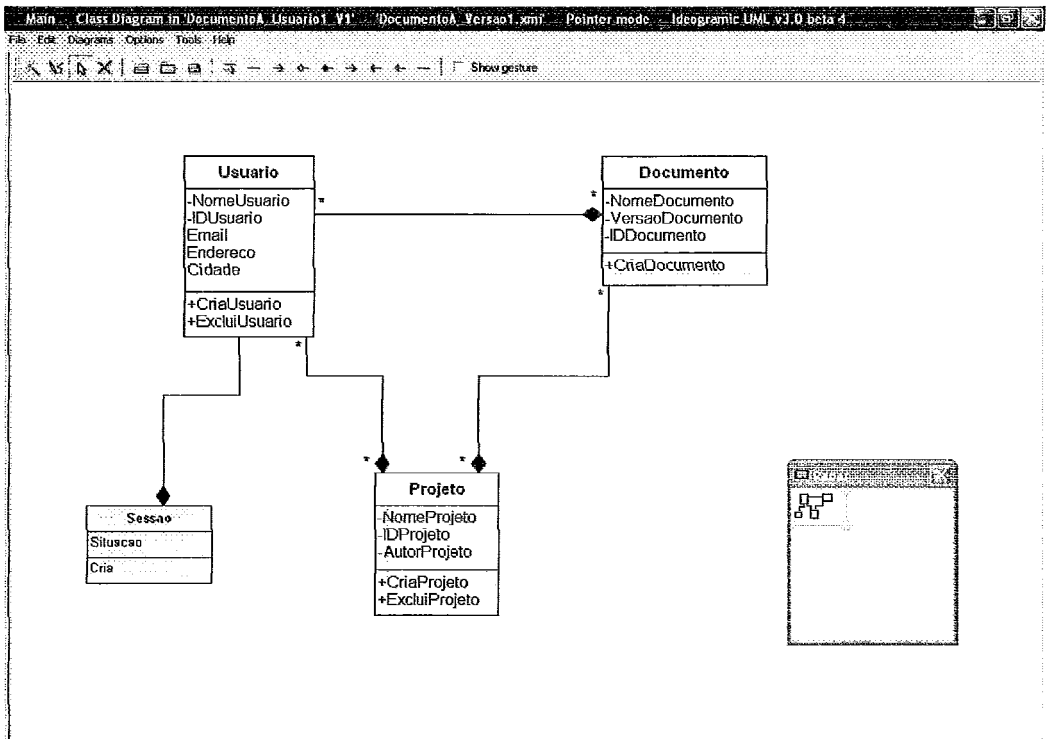 Main Class Diagram in 'DocumentoA_Usuario1_V1' 'DocumentoA_Versao1.xmi' Pointer mode Ideogramic UML v3.0 beta 4
File Edit Diagrams Options Tools Help
Show gesture
Usuario
-NomeUsuario
-IDUsuario
Email
Endereco
Cidade
+CriaUsuario
+ExcluiUsuario
*
*
Documento
-NomeDocumento
-VersaoDocumento
-IDDocumento
+CriaDocumento
*
*
*
*
Sessao
Situacao
Cria
Projeto
-NomeProjeto
-IDProjeto
-AutorProjeto
+CriaProjeto
+ExcluiProjeto